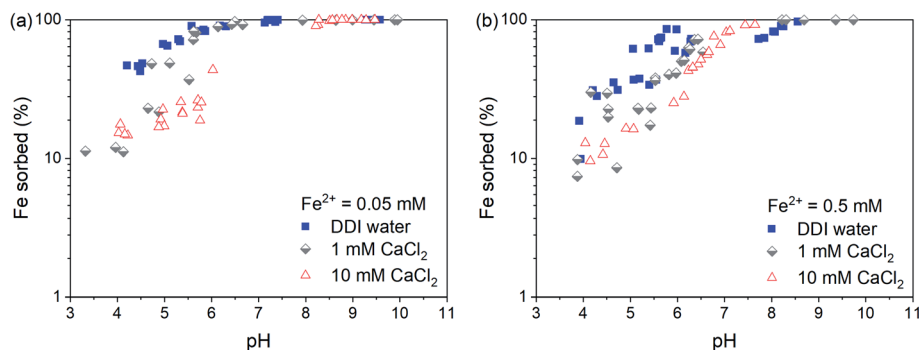 (a)
Fe sorbed (%)
100
10
1
Fe²⁺ = 0.05 mM
DDI water
1 mM CaCl₂
10 mM CaCl₂
3 4 5 6 7 8 9 10 11
pH
(b)
Fe sorbed (%)
100
10
1
Fe²⁺ = 0.5 mM
DDI water
1 mM CaCl₂
10 mM CaCl₂
3 4 5 6 7 8 9 10 11
pH